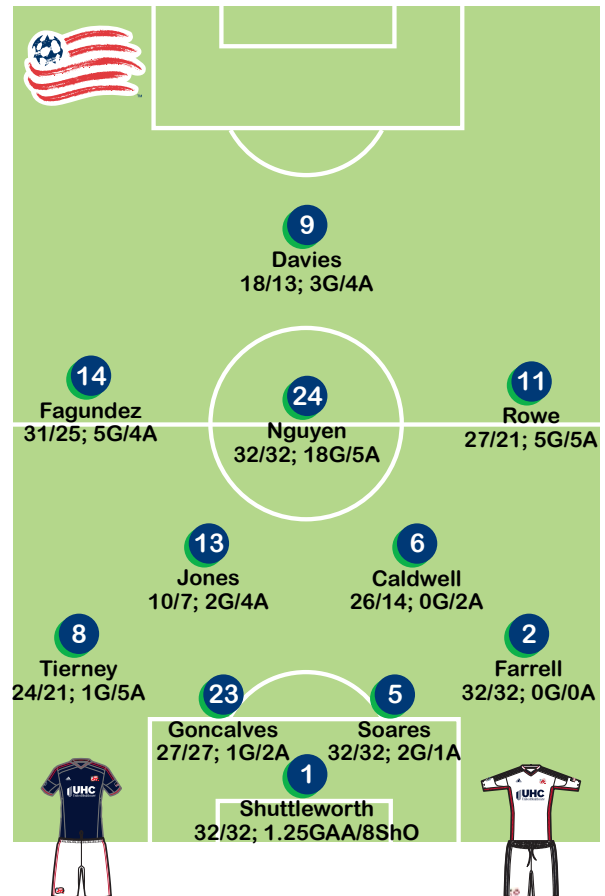 9
Davies
18/13; 3G/4A
14
Fagundez
31/25; 5G/4A
24
Nguyen
32/32; 18G/5A
11
Rowe
27/21; 5G/5A
13
Jones
10/7; 2G/4A
6
Caldwell
26/14; 0G/2A
8
Tierney
24/21; 1G/5A
2
Farrell
32/32; 0G/0A
23
Goncalves
27/27; 1G/2A
5
Soares
32/32; 2G/1A
1
Shuttleworth
32/32; 1.25GAA/8ShO
UHC
UHC